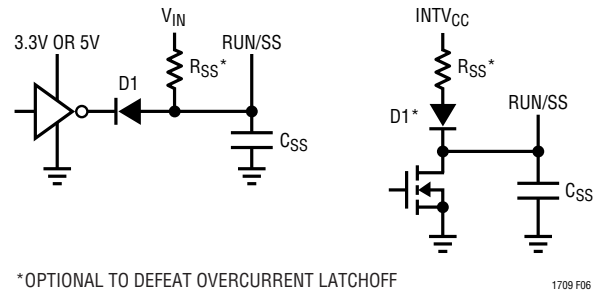 V_IN
INTV_CC
3.3V OR 5V
R_SS*
RUN/SS
R_SS*
D1
D1*
RUN/SS
C_SS
C_SS
*OPTIONAL TO DEFEAT OVERCURRENT LATCHOFF
1709 F06